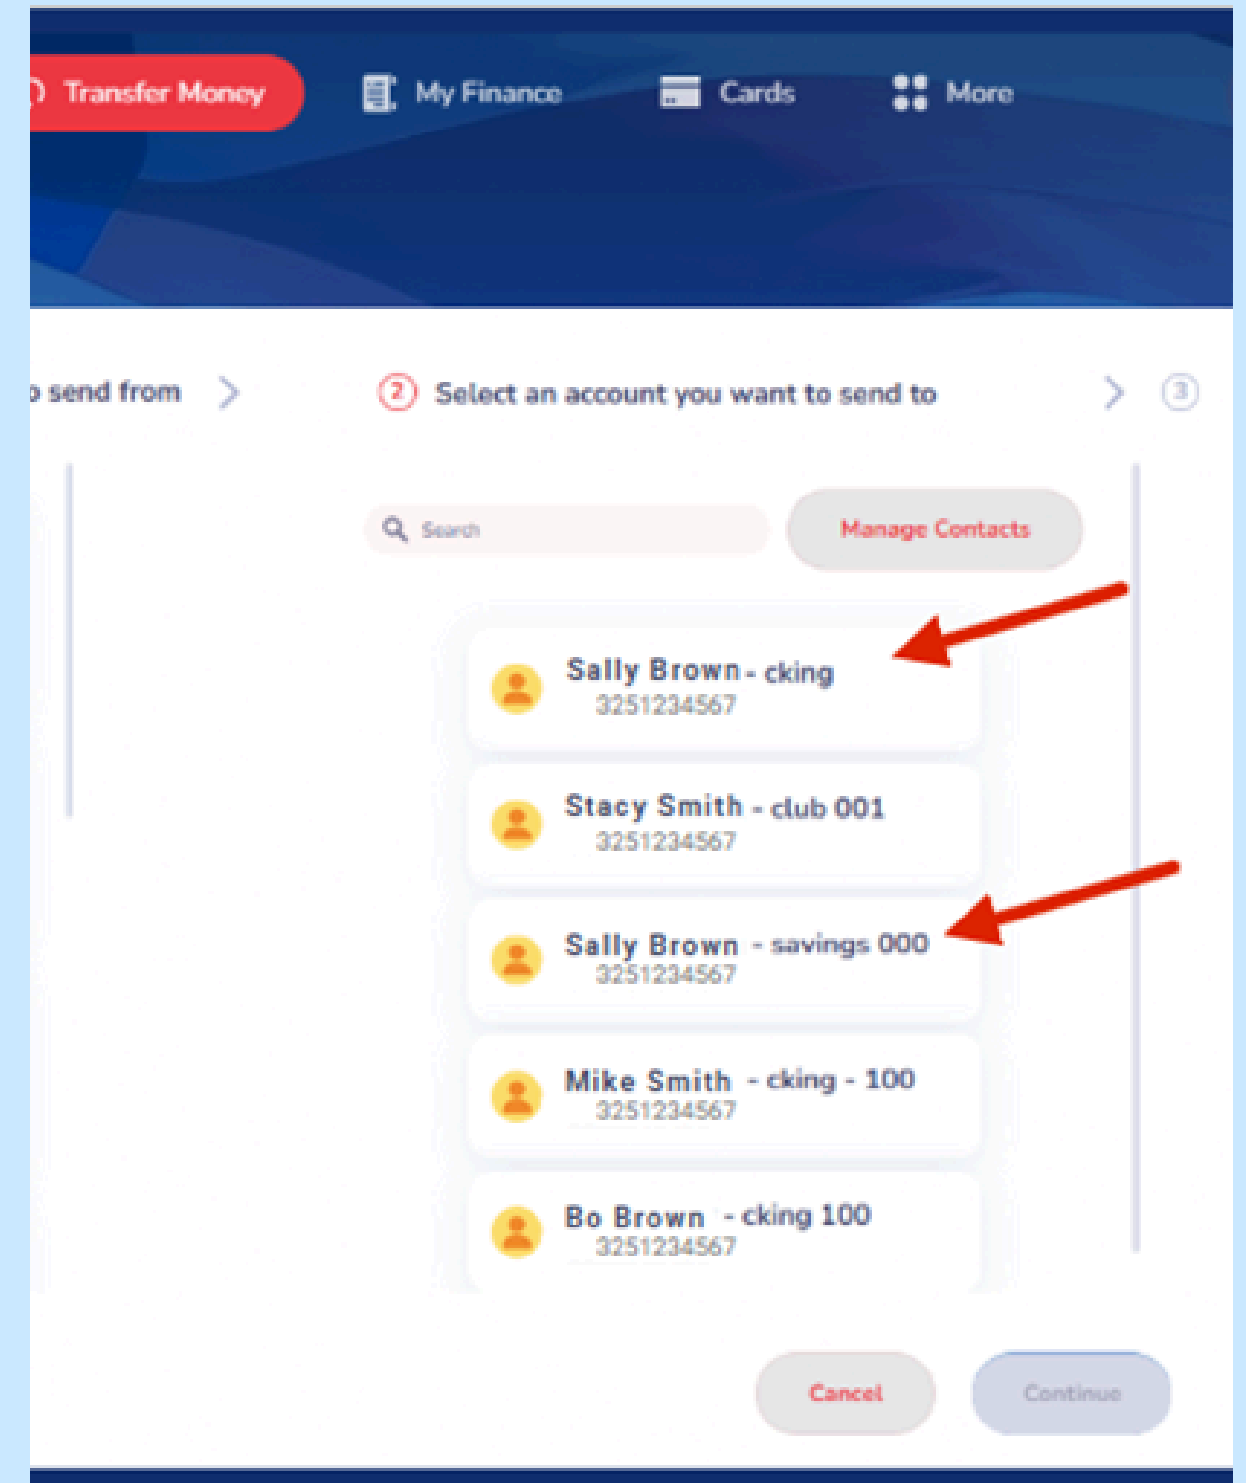 Transfer Money
My Finance
Cards
More
send from
2 Select an account you want to send to
3
Search
Manage Contacts
Sally Brown - cking
3251234567
Stacy Smith - club 001
3251234567
Sally Brown - savings 000
3251234567
Mike Smith - cking - 100
3251234567
Bo Brown - cking 100
3251234567
Cancel
Continue